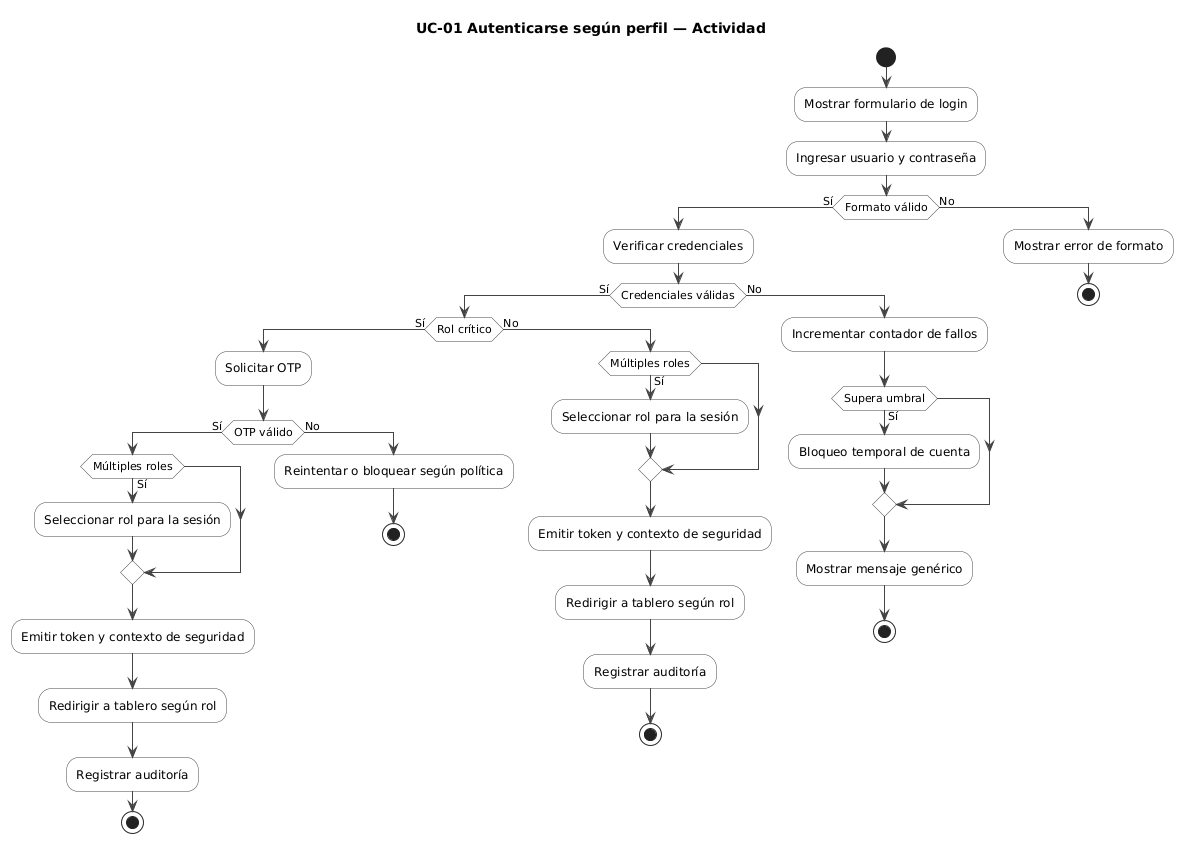 UC-01 Autenticarse según perfil — Actividad
Mostrar formulario de login
Ingresar usuario y contraseña
Sí
Formato válido
No
Verificar credenciales
Mostrar error de formato
Sí
Credenciales válidas
No
Sí
Rol crítico
No
Incrementar contador de fallos
Solicitar OTP
Múltiples roles
Sí
Supera umbral
Sí
Seleccionar rol para la sesión
Sí
OTP válido
No
Bloqueo temporal de cuenta
Múltiples roles
Sí
Reintentar o bloquear según política
Seleccionar rol para la sesión
Emitir token y contexto de seguridad
Mostrar mensaje genérico
Redirigir a tablero según rol
Emitir token y contexto de seguridad
Registrar auditoría
Redirigir a tablero según rol
Registrar auditoría